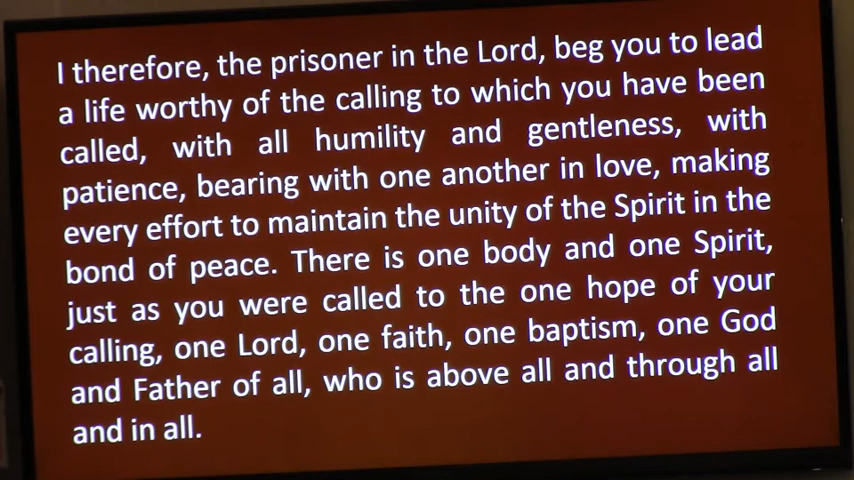 I therefore, the prisoner in the Lord, beg you to lead
a life worthy of the calling to which you have been
called, with all humility and gentleness, with
patience, bearing with one another in love, making
every effort to maintain the unity of the Spirit in the
bond of peace. There is one body and one Spirit,
just as you were called to the one hope of your
calling, one Lord, one faith, one baptism, one God
and Father of all, who is above all and through all
and in all.